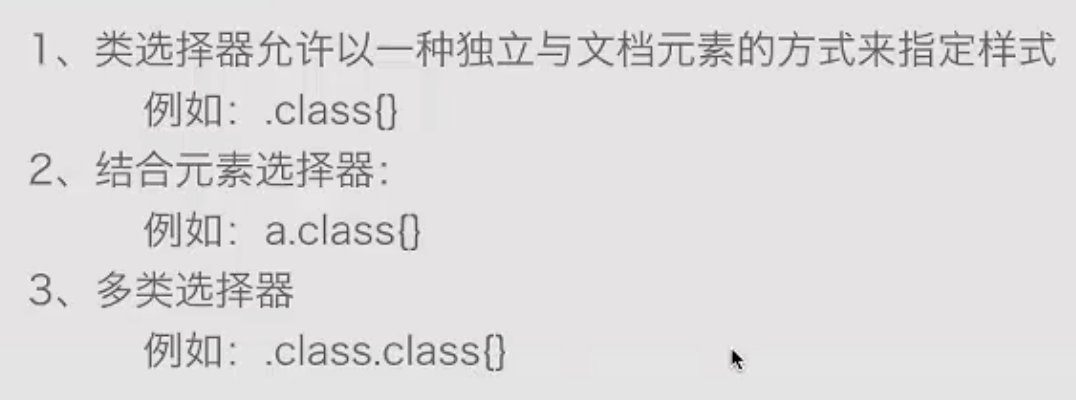 1、类选择器允许以一种独立与文档元素的方式来指定样式
例如：.class{}
2、结合元素选择器：
例如：a.class{}
3、多类选择器
例如：.class.class{}